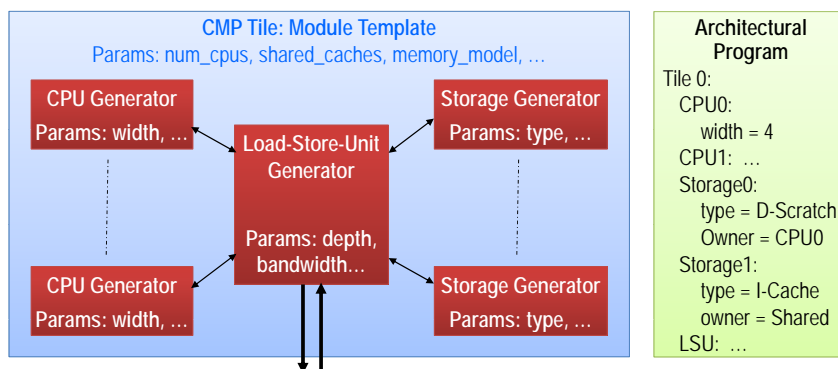 CMP Tile: Module Template
Params: num_cpus, shared_caches, memory_model, ...
CPU Generator
Params: width, ...
Storage Generator
Params: type, ...
Load-Store-Unit
Generator
Params: depth,
bandwidth...
CPU Generator
Params: width, ...
Storage Generator
Params: type, ...
Architectural
Program
Tile 0:
CPU0:
width = 4
CPU1: ...
Storage0:
type = D-Scratch
Owner = CPU0
Storage1:
type = I-Cache
owner = Shared
LSU: ...